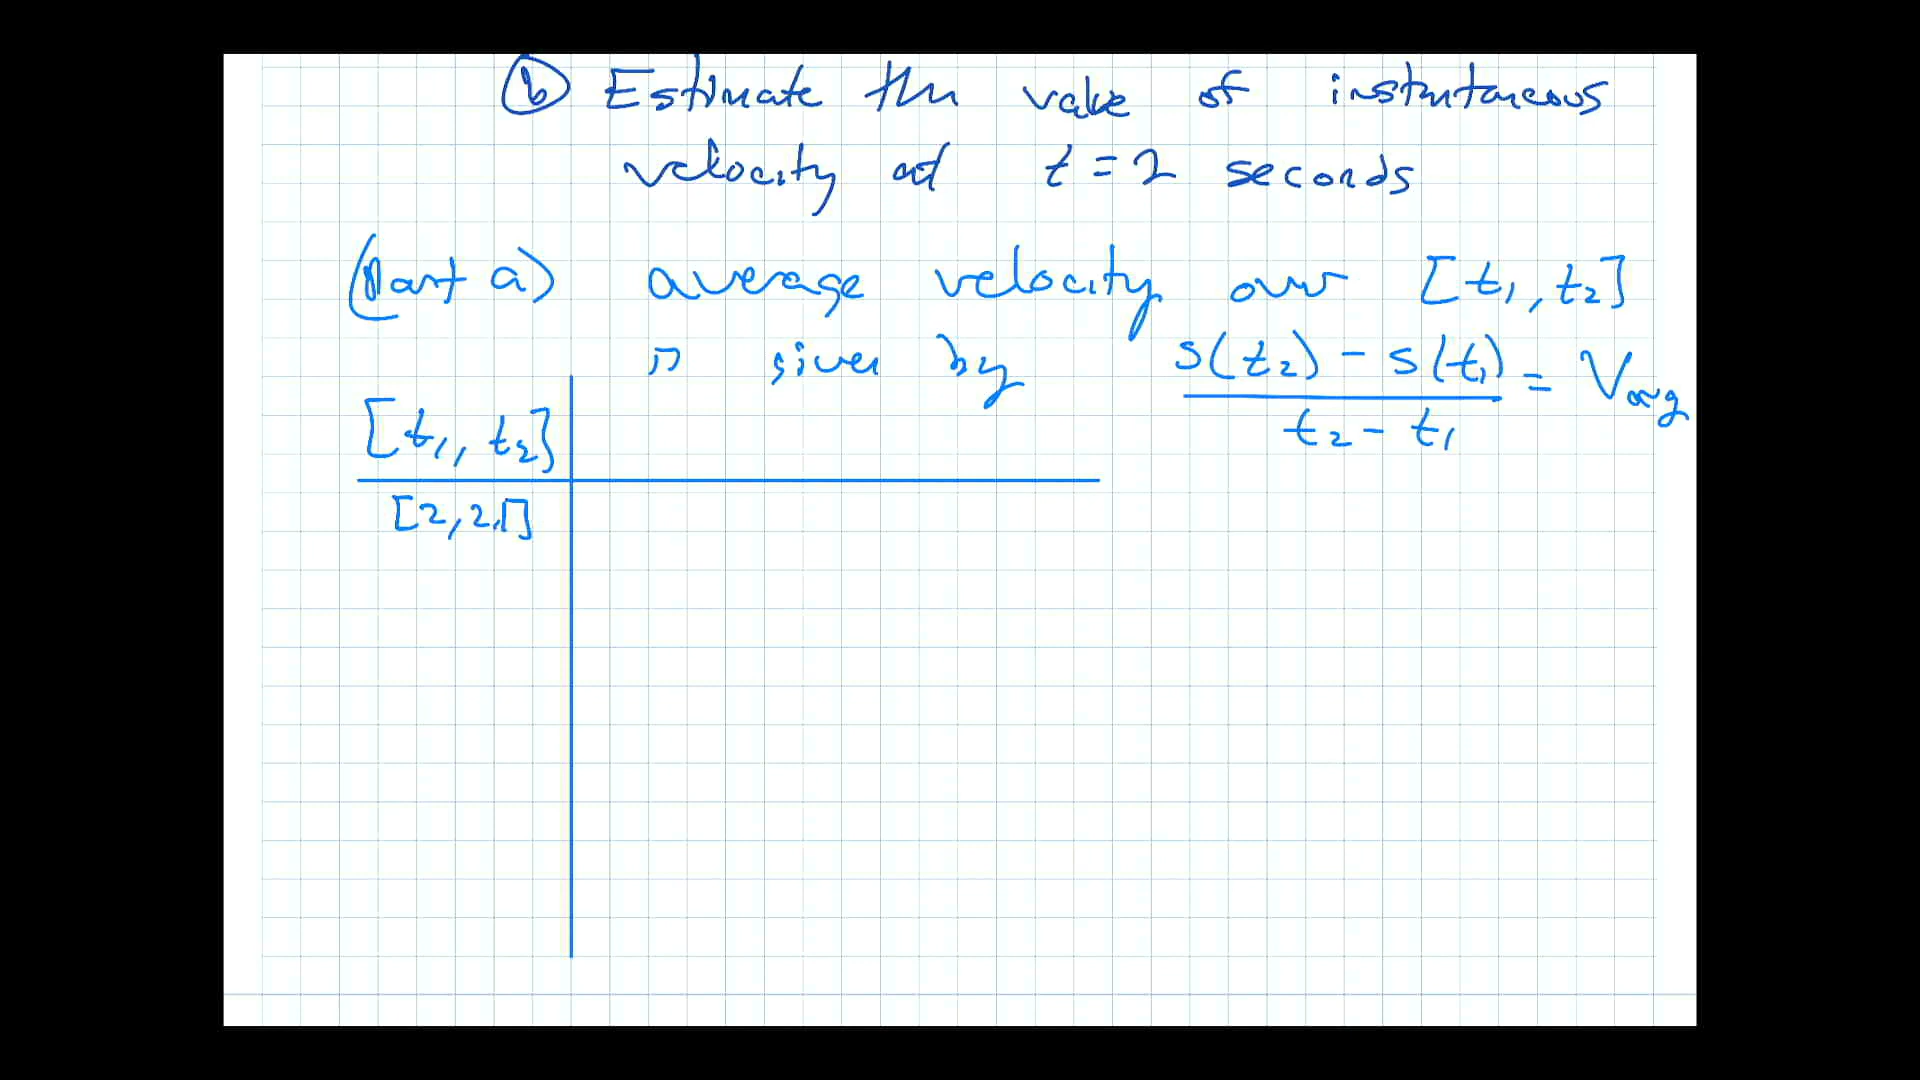 (b) Estimate the value of instantaneous
velocity at t = 2 seconds
(Part a) average velocity over [t₁, t₂]
is given by (s(t₂) - s(t₁))/(t₂ - t₁) = Vavg
[t₁, t₂]
[2, 2.1]